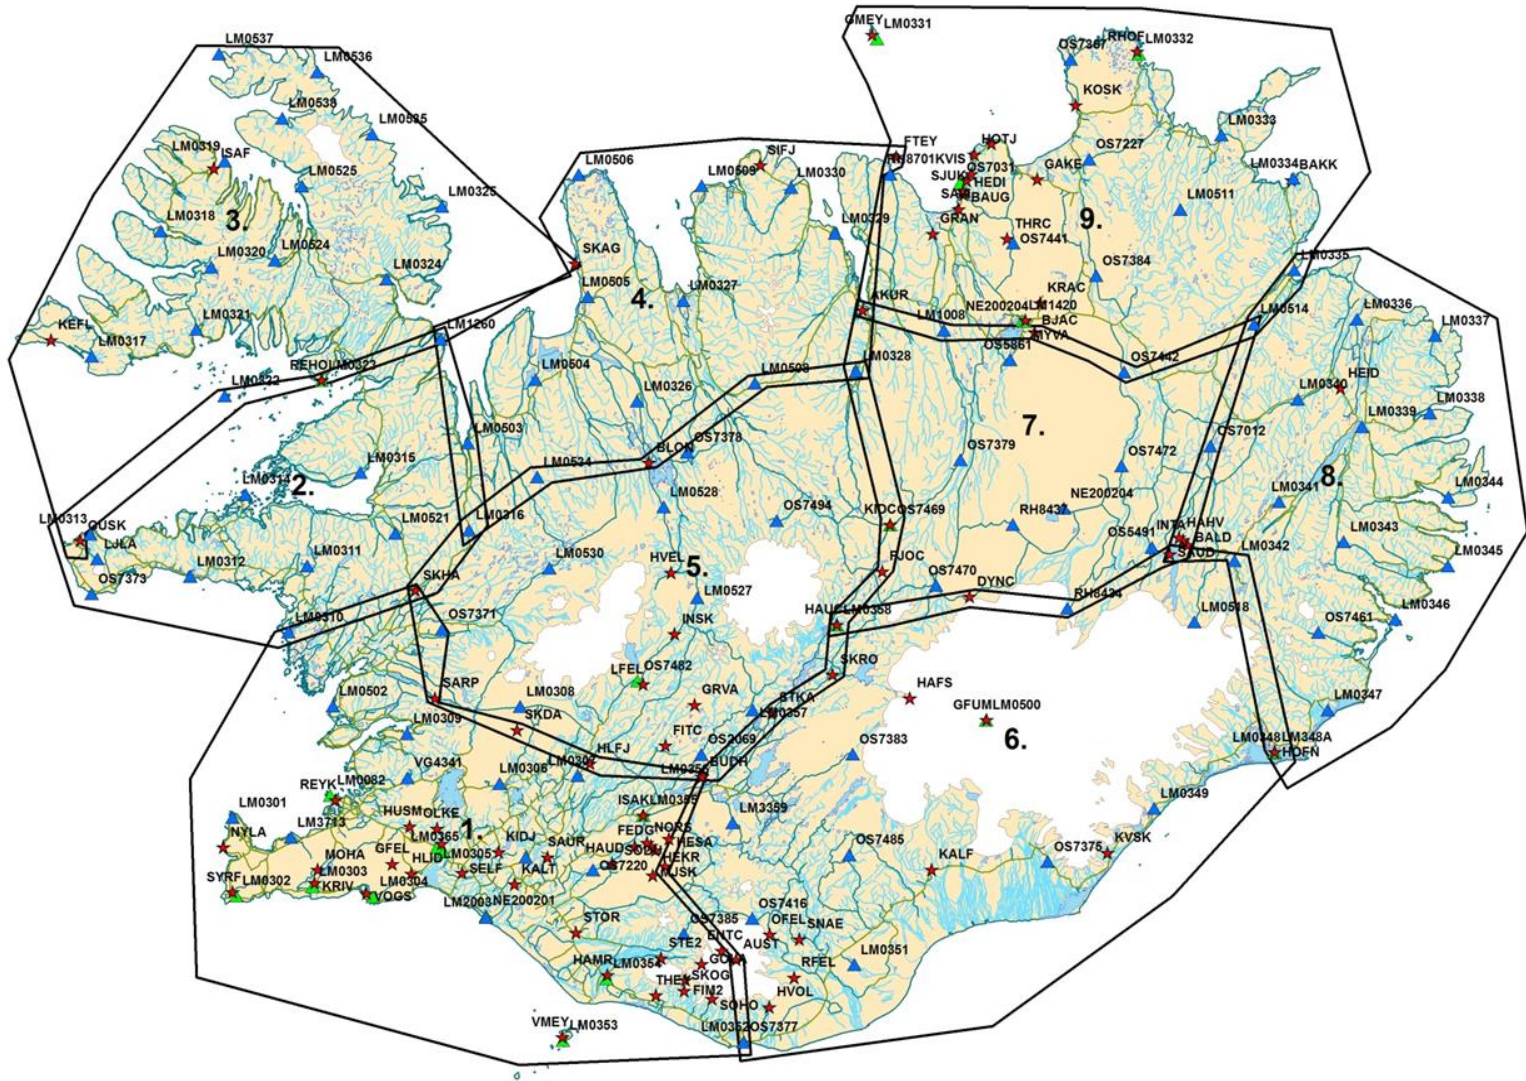 GMEY LM0331
LM0537
LM0536
OS7367
RHOF
LM0332
KOSK
LM0538
LM0535
LM0333
LM0319
ISAF
LM0525
LM0506
LM0509
SIFJ
LM0330
FTEY
HOTJ
RH8701
KVIS
OS7031
SJUK
HEDI
BAUG
GAKE
OS7227
LM0334
BAKK
LM0511
LM0325
LM0318
3.
GRAN
LM0329
THRC
OS7441
9.
LM0320
LM0524
LM0324
SKAG
LM0505
4.
LM0327
OS7384
LM0335
KEFL
LM0317
LM0321
LM1260
AKUR
LM1008
NE200204
KRAC
LM1420
BJAC
MYVA
OS5861
LM0514
LM0336
LM0337
REHO
LM0323
LM0322
LM0504
LM0326
LM0508
LM0328
OS7442
LM0340
HEID
LM0338
LM0339
LM0503
LM0315
BLON
OS7378
7.
OS7379
OS7472
OS7012
8.
2.
LM0314
LM0534
LM0528
OS7494
NE200204
LM0341
LM0344
LM0313
GUSK
LJLA
LM0521
LM0316
KIDC
OS7469
RH8437
OS5491
INTA
HAHV
BALD
SAUD
LM0342
LM0343
LM0345
OS7373
LM0312
LM0311
LM0530
HVEL
5.
FJOC
OS7470
DYNC
RH8434
LM0310
SKHA
OS7371
LM0527
INSK
HAUC
LM0358
LM0518
OS7461
LM0346
LFEL
OS7482
SKRO
HAFS
LM0502
SARP
LM0308
GRVA
STKA
LM0357
GFUM
LM0500
6.
LM0347
LM0309
SKDA
FITC
OS2069
OS7383
LM0348
LM348A
HOFN
VG4341
LM0306
HLFJ
BUDH
REYK
LM0082
LM0301
LM3713
NYLA
HUSM
OLKE
1.
ISAK
LM0355
LM3359
LM0349
LM0365
LM0305
KIDJ
SAUR
FEDG
NORS
HESA
HAUD
HEKR
MJSK
OS7220
OS7485
KALF
OS7375
KVSK
MOHA
LM0303
KRIV
GFEL
HLID
SELF
KALT
SYRF
LM0302
VOGS
LM0304
LM2003
NE200201
STOR
OS7385
OS7416
OFEL
SNAE
STE2
ENTC
AUST
LM0351
HAMR
LM0354
SKOG
RFEL
THEY
FIM2
SOHO
HVOL
VMEY
LM0353
LM0352
OS7377